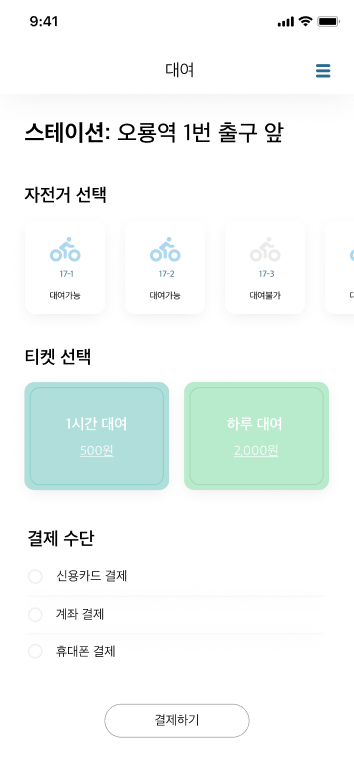 9:41
대여
스테이션: 오룡역 1번 출구 앞
자전거 선택
17-1
17-2
17-3
대여가능
대여가능
대여불가
티켓 선택
1시간 대여
하루 대여
500원
2,000원
결제 수단
신용카드 결제
계좌 결제
휴대폰 결제
결제하기